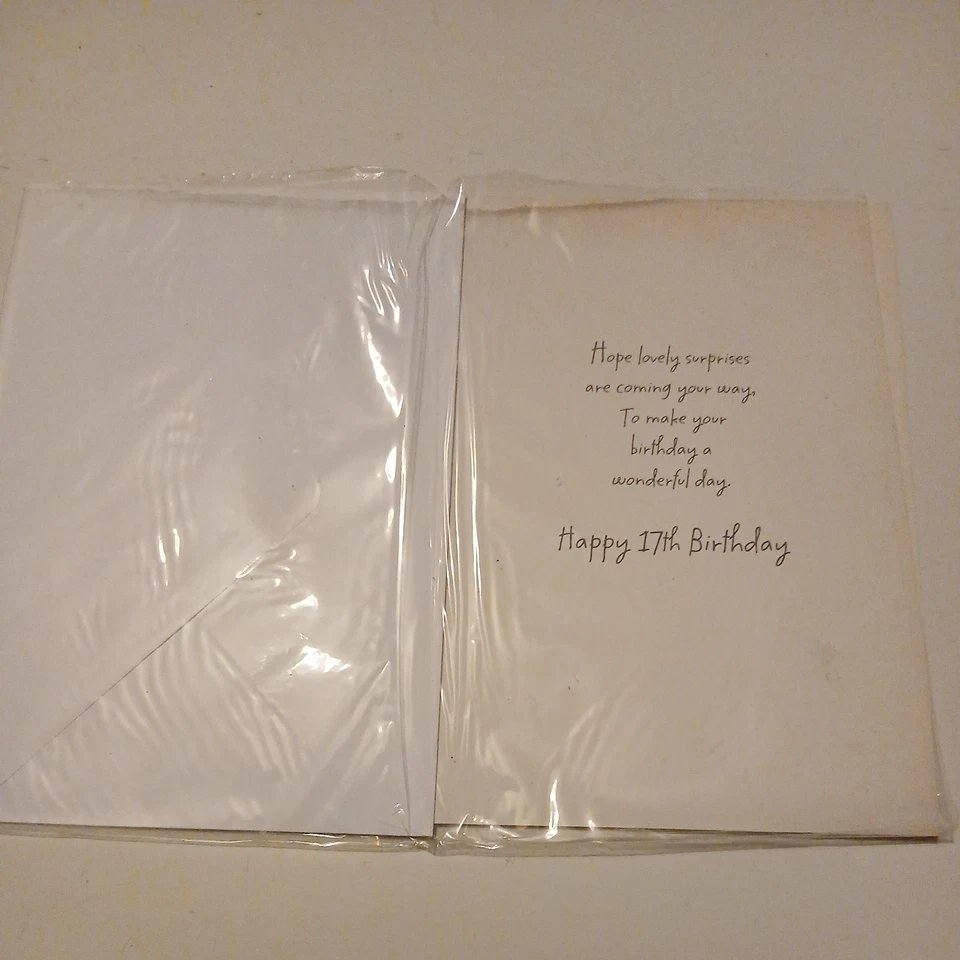 Hope lovely surprises
are coming your way,
To make your
birthday a
wonderful day.
Happy 17th Birthday